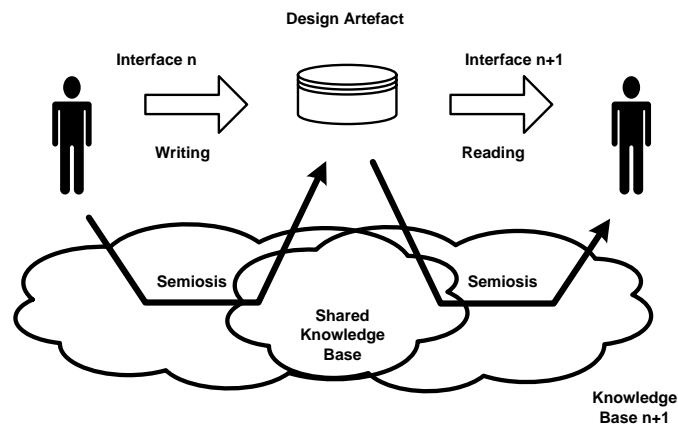 Design Artefact
Interface n
Interface n+1
Writing
Reading
Semiosis
Semiosis
Shared
Knowledge
Base
Knowledge
Base n+1